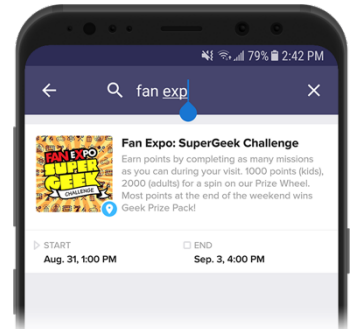 79% 2:42 PM
fan exp
FAN EXPO
SUPER
GEEK
CHALLENGE
Fan Expo: SuperGeek Challenge
Earn points by completing as many missions
as you can during your visit. 1000 points (kids),
2000 (adults) for a spin on our Prize Wheel.
Most points at the end of the weekend wins
Geek Prize Pack!
START
Aug. 31, 1:00 PM
END
Sep. 3, 4:00 PM